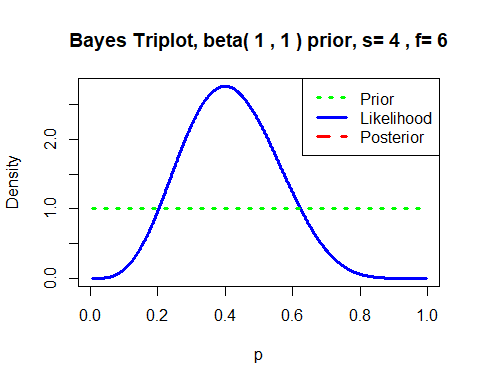 Bayes Triplot, beta( 1 , 1 ) prior, s= 4 , f= 6
Prior
Likelihood
Posterior
Density
2.0
1.0
0.0
0.0 0.2 0.4 0.6 0.8 1.0
p